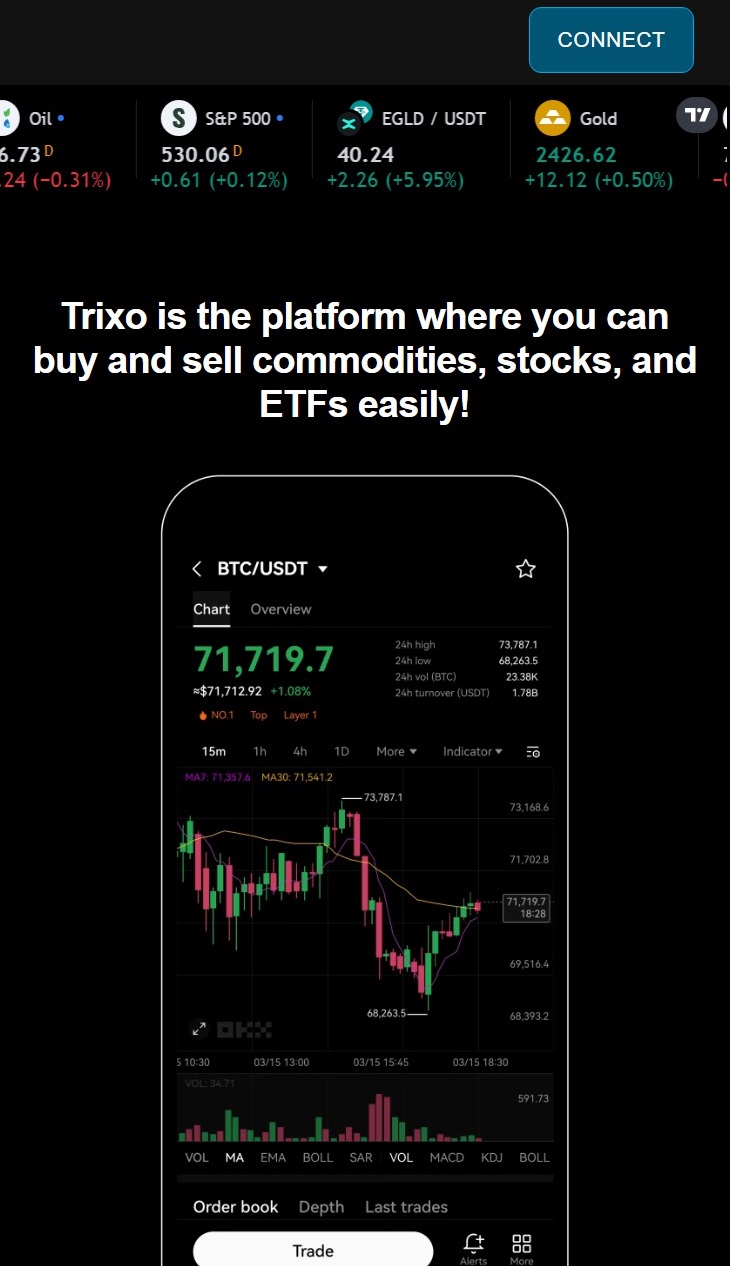 CONNECT
Oil
S&P 500
EGLD / USDT
Gold
6.73 D
530.06 D
40.24
2426.62
.24 (−0.31%)
+0.61 (+0.12%)
+2.26 (+5.95%)
+12.12 (+0.50%)
Trixo is the platform where you can
buy and sell commodities, stocks, and
ETFs easily!
BTC/USDT
Chart Overview
71,719.7
≈$71,712.92 +1.08%
NO.1 Top Layer 1
24h high 73,787.1
24h low 68,263.5
24h vol (BTC) 23.38K
24h turnover (USDT) 1.78B
15m 1h 4h 1D More Indicator
MA7: 71,357.6 MA30: 71,541.2
73,787.1
73,168.6
71,702.8
71,719.7
18:28
69,516.4
68,263.5
68,393.2
OKX
5 10:30 03/15 13:00 03/15 15:45 03/15 18:30
VOL: 34.71
591.73
VOL MA EMA BOLL SAR VOL MACD KDJ BOLL
Order book Depth Last trades
Trade
Alerts
More